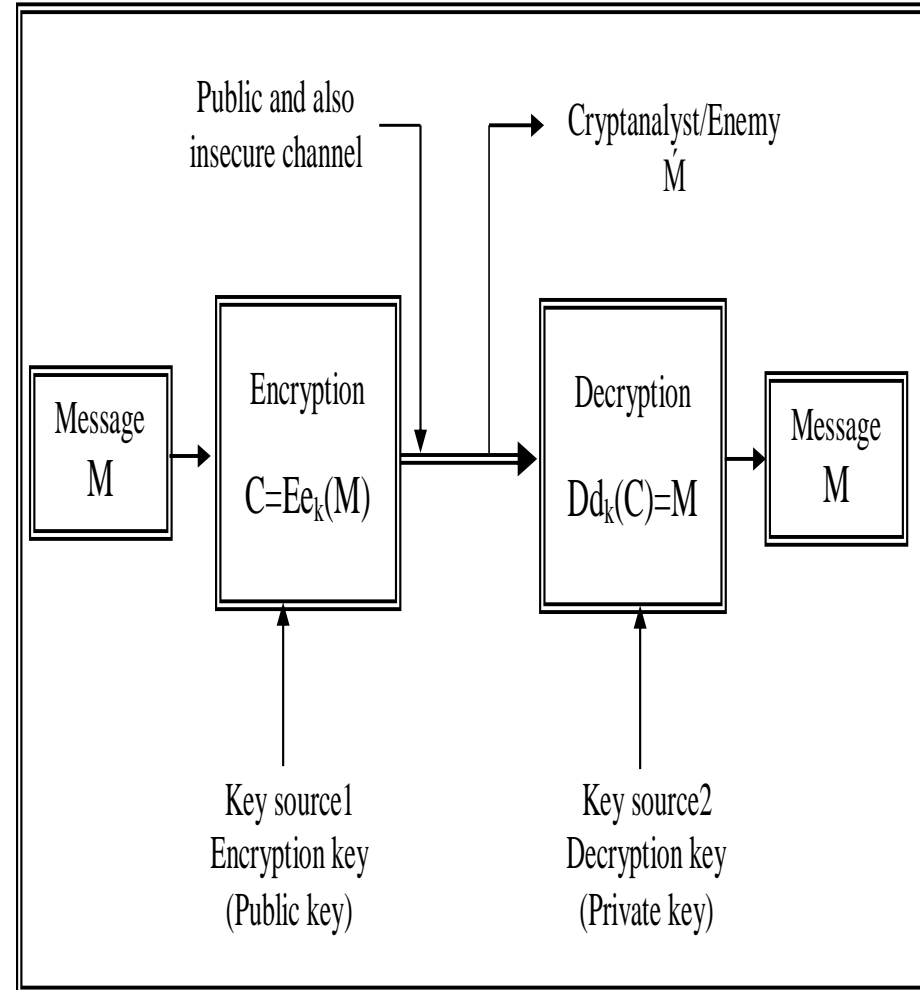 Public and also
insecure channel
Cryptanalyst/Enemy
Ḿ
Message
M
Encryption
C=Eeₖ(M)
Decryption
Ddₖ(C)=M
Message
M
Key source1
Encryption key
(Public key)
Key source2
Decryption key
(Private key)